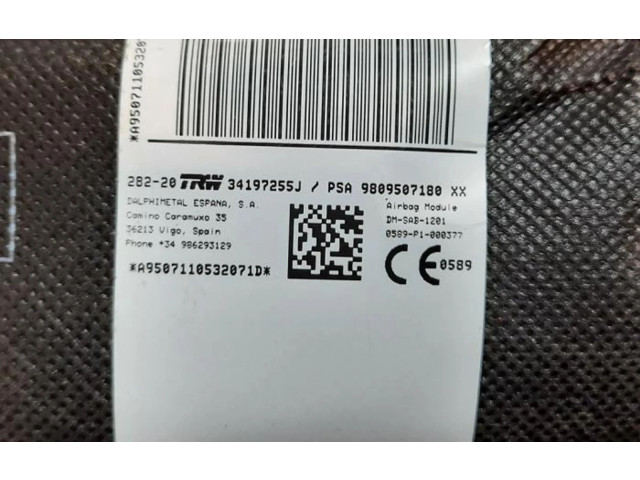 *A9507110532071D*
282-20 TRW 34197255J / PSA 9809507180 XX
DALPHIMETAL ESPANA, S.A.
Camino Caramuxo 35
36213 Vigo, Spain
Phone +34 986293129
Airbag Module
DM-SAB-1201
0589-P1-000377
CE 0589
*A9507110532071D*